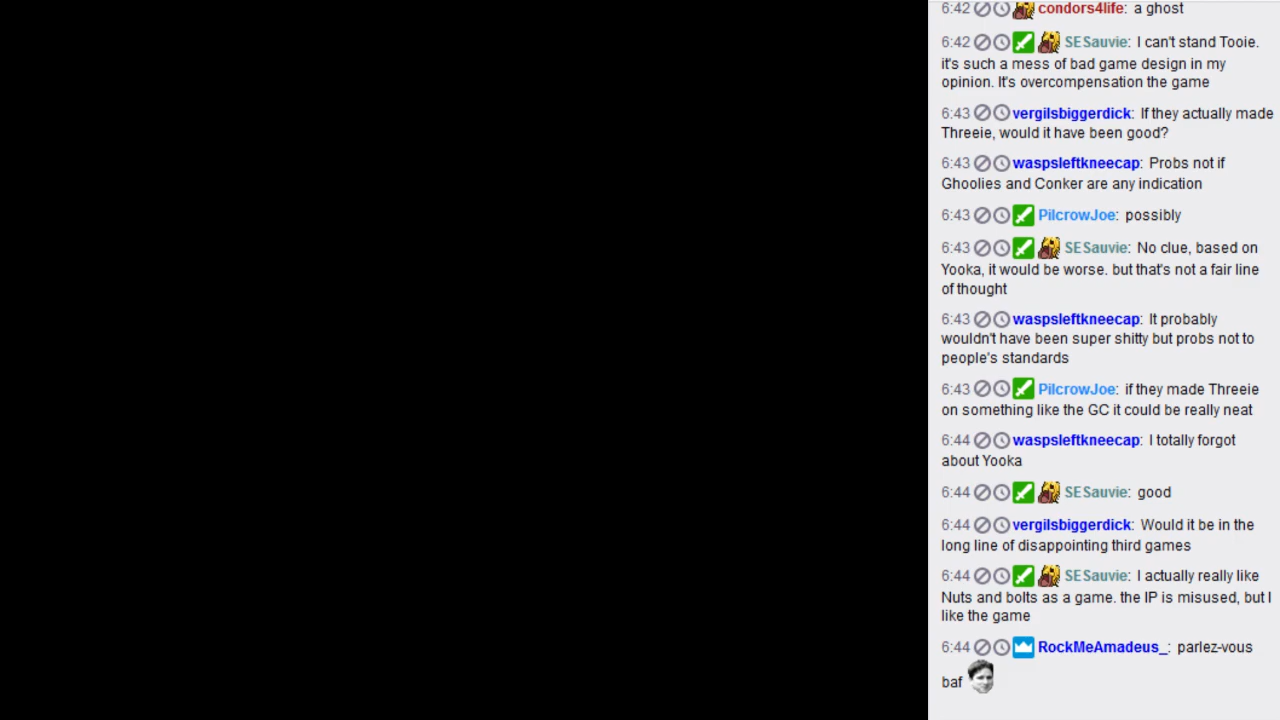 6:42 condors4life: a ghost
6:42 SESauvie: I can't stand Tooie.
it's such a mess of bad game design in my
opinion. It's overcompensation the game
6:43 vergilsbiggerdick: If they actually made
Threeie, would it have been good?
6:43 waspsleftkneecap: Probs not if
Ghoolies and Conker are any indication
6:43 PilcrowJoe: possibly
6:43 SESauvie: No clue, based on
Yooka, it would be worse. but that's not a fair line
of thought
6:43 waspsleftkneecap: It probably
wouldn't have been super shitty but probs not to
people's standards
6:43 PilcrowJoe: if they made Threeie
on something like the GC it could be really neat
6:44 waspsleftkneecap: I totally forgot
about Yooka
6:44 SESauvie: good
6:44 vergilsbiggerdick: Would it be in the
long line of disappointing third games
6:44 SESauvie: I actually really like
Nuts and bolts as a game. the IP is misused, but I
like the game
6:44 RockMeAmadeus_: parlez-vous
baf